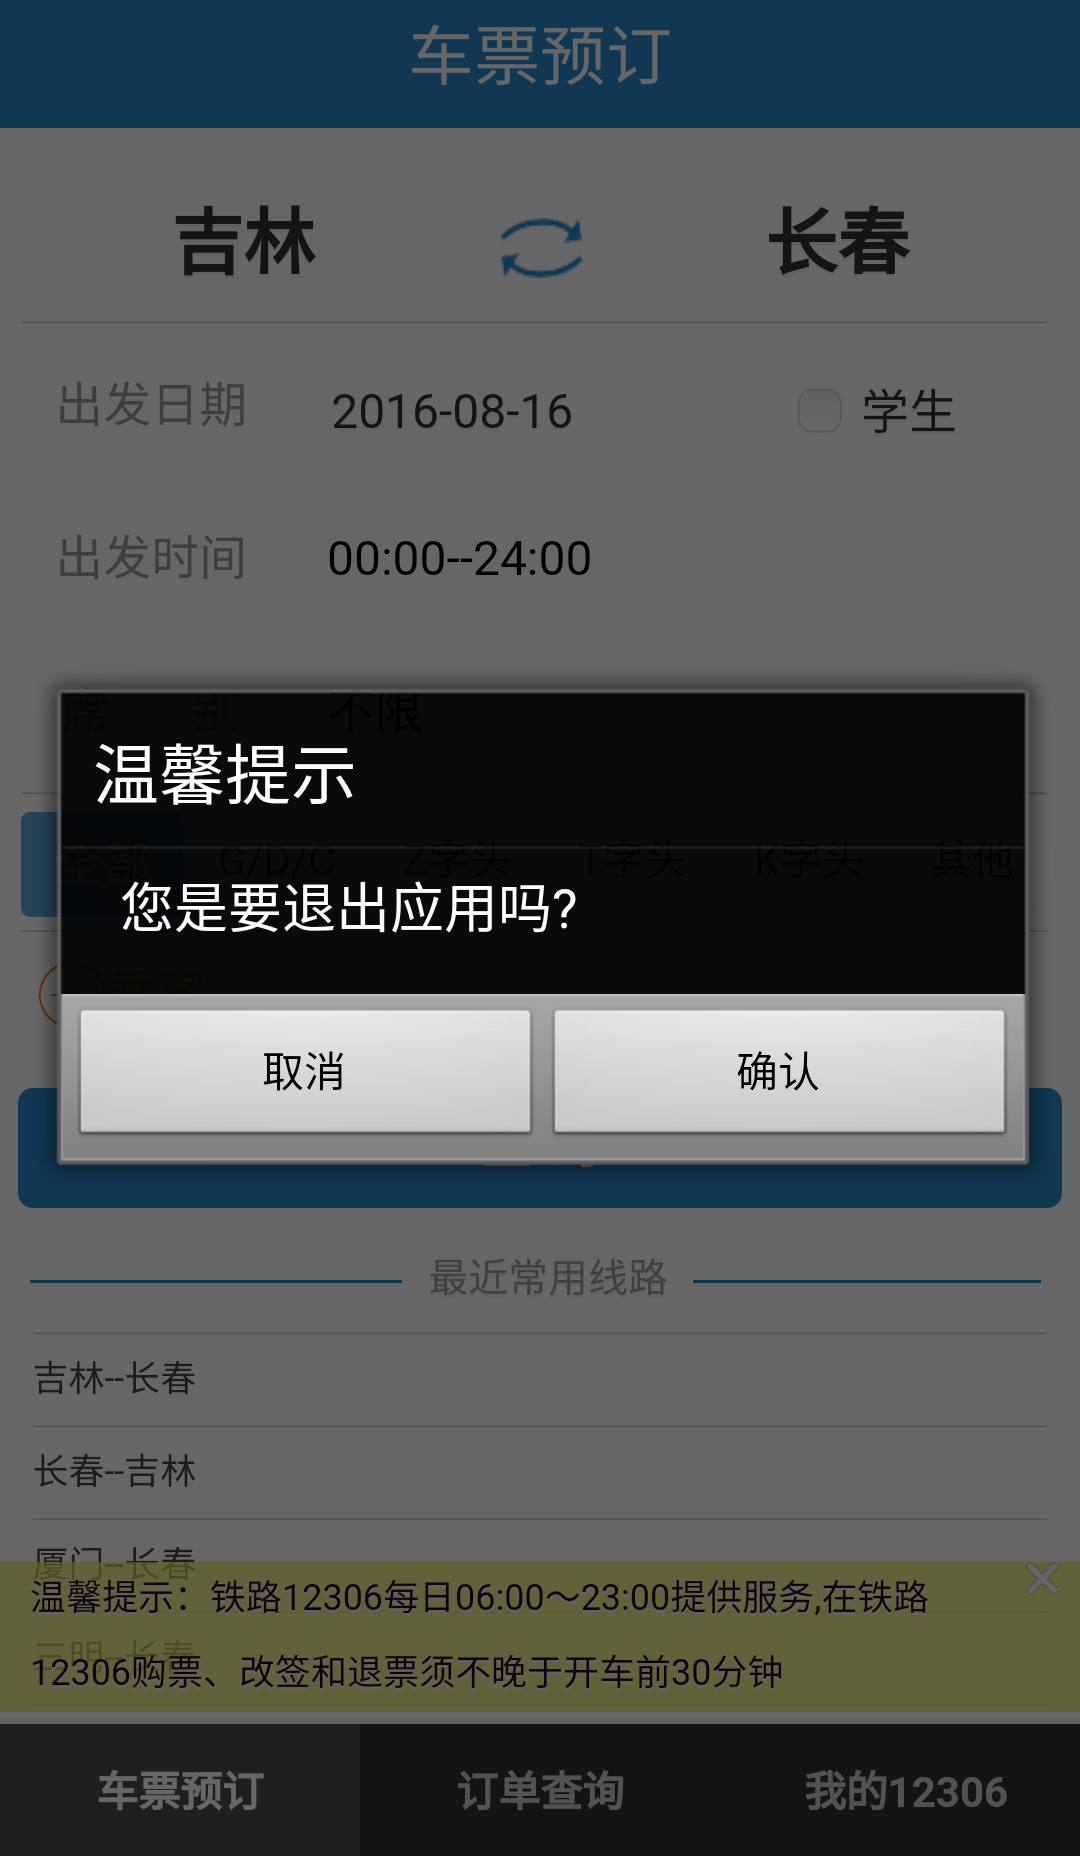 车票预订
吉林
长春
出发日期
2016-08-16
学生
出发时间
00:00--24:00
席 别
不限
温馨提示
全部
G/D/C
Z字头
T字头
K字头
其他
您是要退出应用吗?
乘客
取消
确认
最近常用线路
吉林--长春
长春--吉林
厦门--长春
温馨提示：铁路12306每日06:00～23:00提供服务,在铁路
三明--长春
12306购票、改签和退票须不晚于开车前30分钟
车票预订
订单查询
我的12306